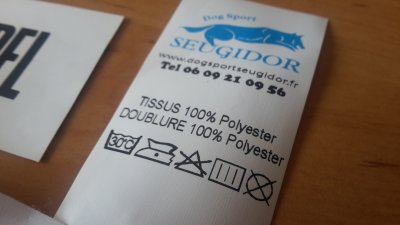 DEL
Dog Sport
SEUGIDOR
www.dogsportseugidor.fr
Tel 06 09 21 09 56
TISSUS 100% Polyester
DOUBLURE 100% Polyester
30°C